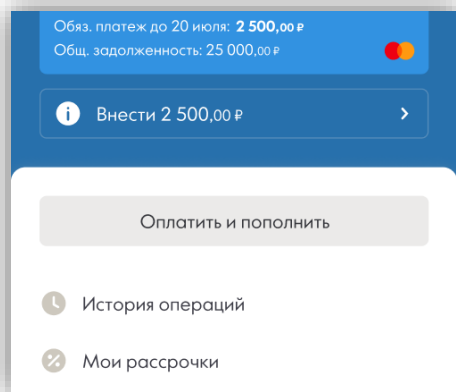 Обяз. платеж до 20 июля: 2 500,00 ₽
Общ. задолженность: 25 000,00 ₽
Внести 2 500,00 ₽
Оплатить и пополнить
История операций
Мои рассрочки